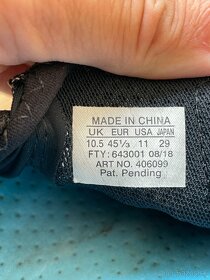 MADE IN CHINA
UK EUR USA JAPAN
10.5 45⅓ 11 29
FTY: 643001 08/18
ART NO. 406099
Pat. Pending